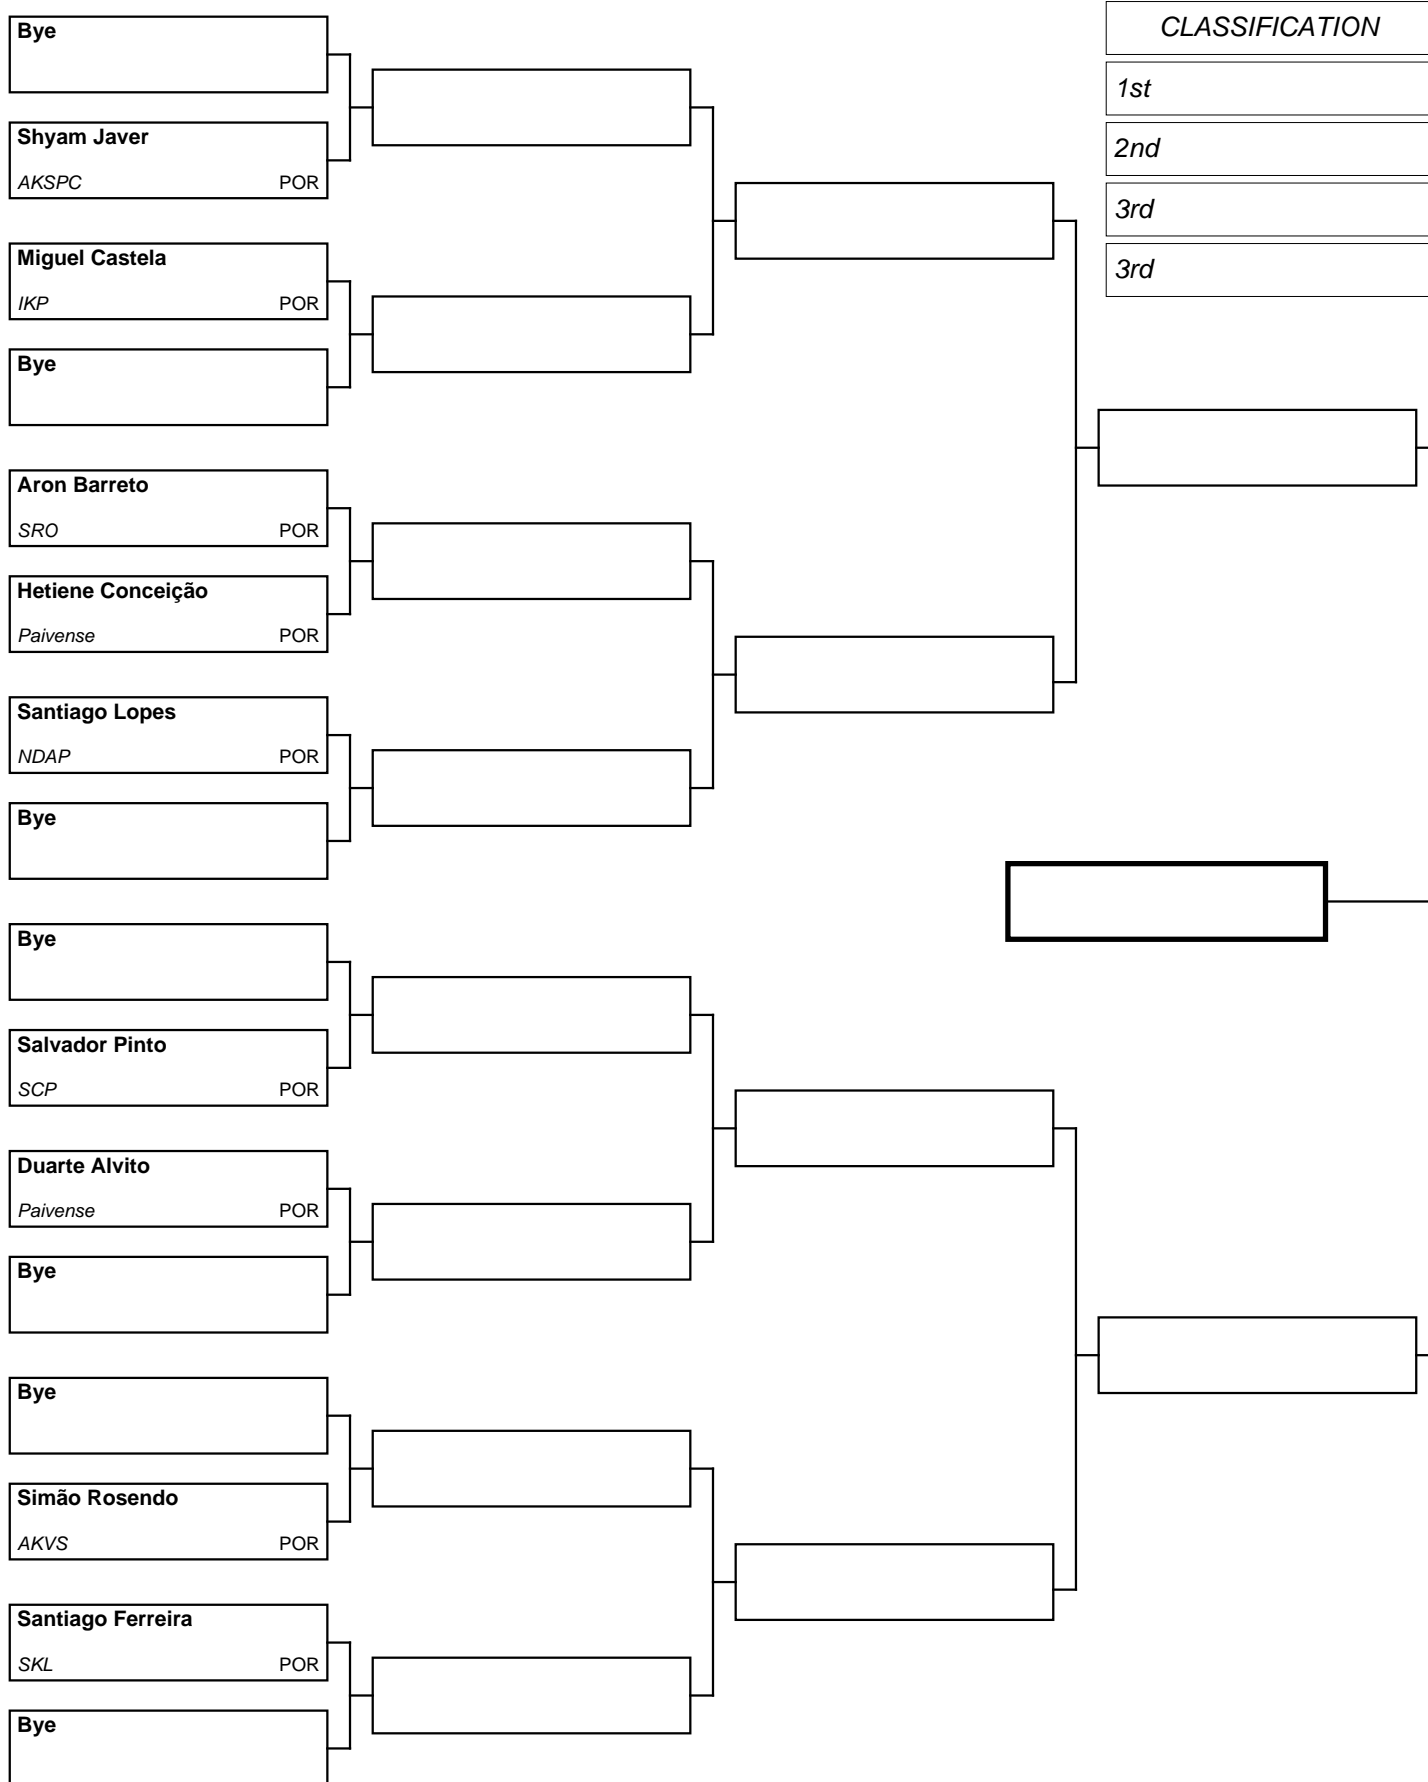 Bye
Shyam Javer
AKSPC POR
Miguel Castela
IKP POR
Bye
Aron Barreto
SRO POR
Hetiene Conceição
Paivense POR
Santiago Lopes
NDAP POR
Bye
Bye
Salvador Pinto
SCP POR
Duarte Alvito
Paivense POR
Bye
Bye
Simão Rosendo
AKVS POR
Santiago Ferreira
SKL POR
Bye
CLASSIFICATION
1st
2nd
3rd
3rd